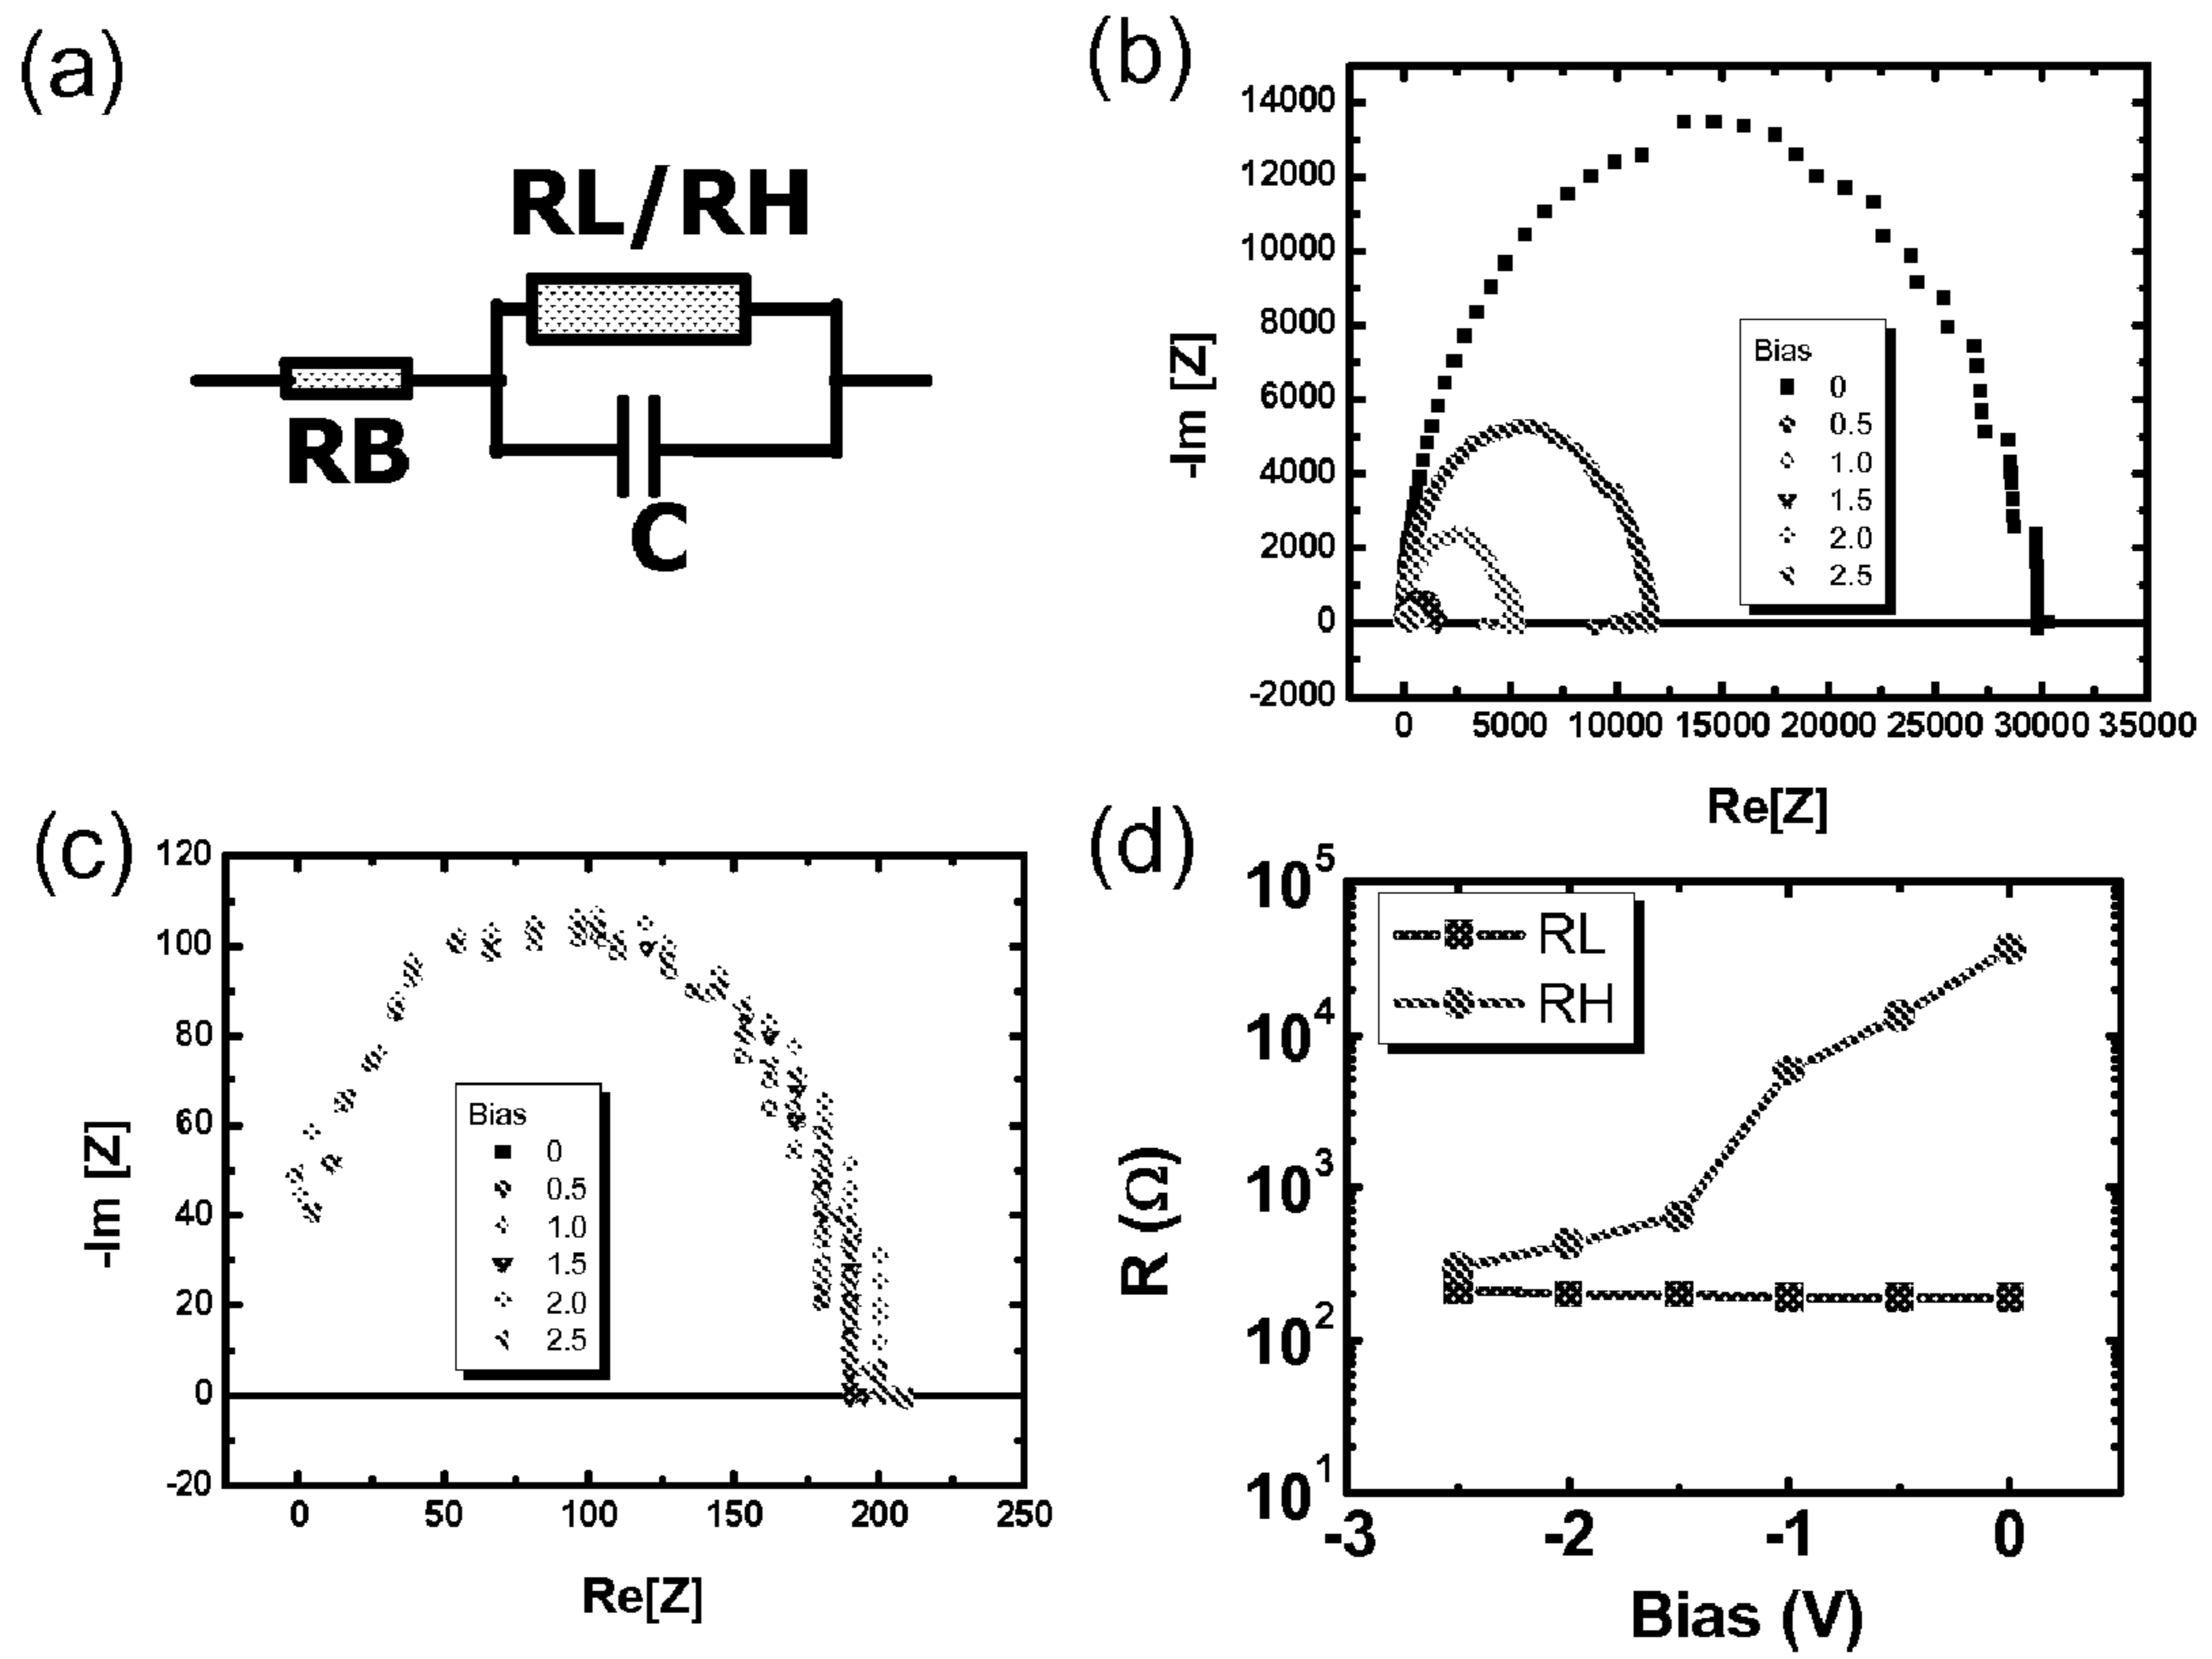 (a)
RL/RH
RB
C
(b)
14000
12000
10000
8000
6000
4000
2000
0
-2000
-Im [Z]
Bias
0
0.5
1.0
1.5
2.0
2.5
0 5000 10000 15000 20000 25000 30000 35000
Re[Z]
(c)
120
100
80
60
40
20
0
-20
-Im [Z]
Bias
0
0.5
1.0
1.5
2.0
2.5
0 50 100 150 200 250
Re[Z]
(d)
10^5
10^4
10^3
10^2
10^1
R (Ω)
RL
RH
-3 -2 -1 0
Bias (V)